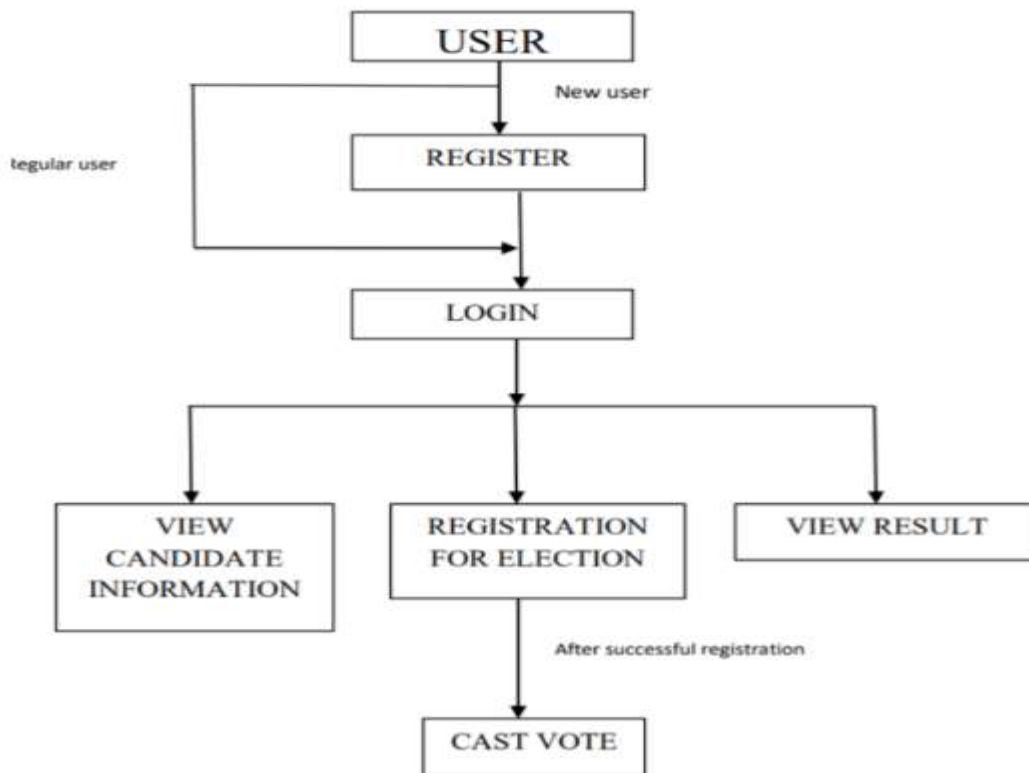 USER
New user
REGISTER
tegular user
LOGIN
VIEW
CANDIDATE
INFORMATION
REGISTRATION
FOR ELECTION
VIEW RESULT
After successful registration
CAST VOTE